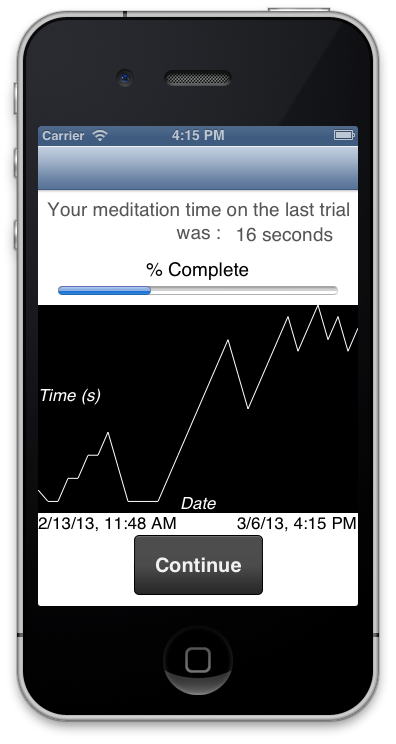 Carrier 4:15 PM
Your meditation time on the last trial
was : 16 seconds
% Complete
Time (s)
Date
2/13/13, 11:48 AM 3/6/13, 4:15 PM
Continue